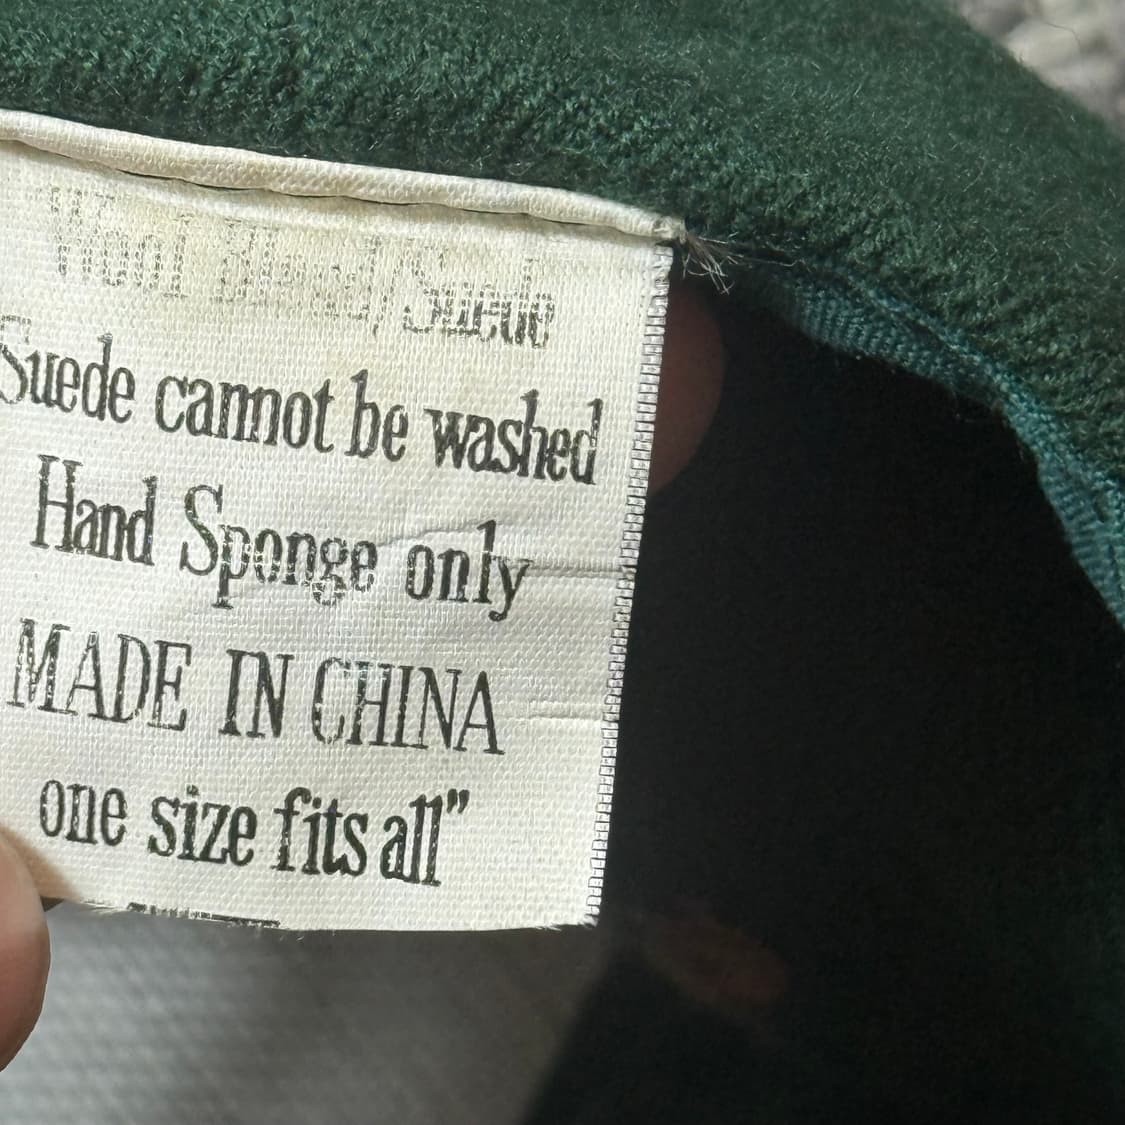 Wool Blend/Suede
Suede cannot be washed
Hand Sponge only
MADE IN CHINA
one size fits all"